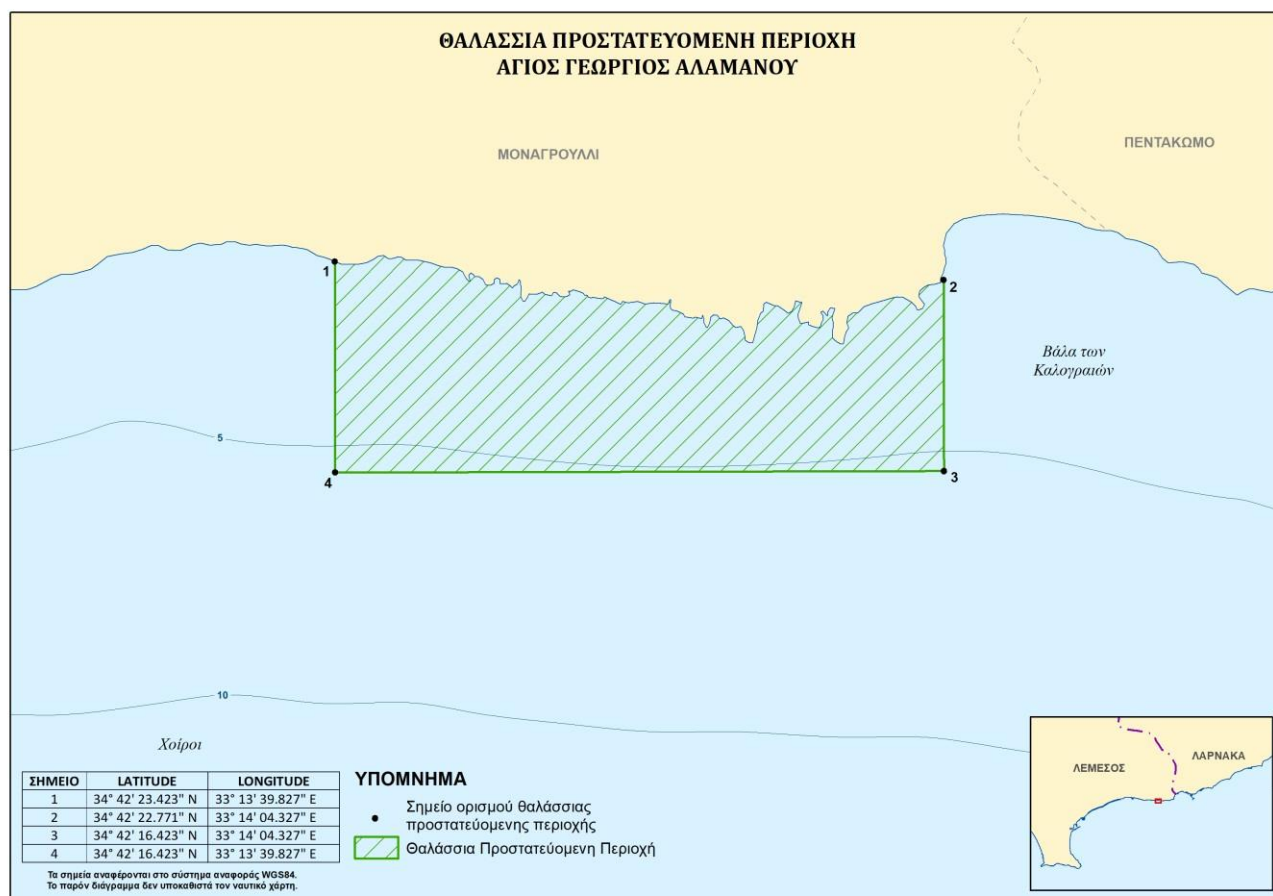 ΘΑΛΑΣΣΙΑ ΠΡΟΣΤΑΤΕΥΟΜΕΝΗ ΠΕΡΙΟΧΗ
ΑΓΙΟΣ ΓΕΩΡΓΙΟΣ ΑΛΑΜΑΝΟΥ
ΠΕΝΤΑΚΩΜΟ
ΜΟΝΑΓΡΟΥΛΛΙ
1
2
Βάλα των
Καλογραιών
5
4
3
10
Χοίροι
ΣΗΜΕΙΟ LATITUDE LONGITUDE
1 34° 42' 23.423" N 33° 13' 39.827" E
2 34° 42' 22.771" N 33° 14' 04.327" E
3 34° 42' 16.423" N 33° 14' 04.327" E
4 34° 42' 16.423" N 33° 13' 39.827" E
Τα σημεία αναφέρονται στο σύστημα αναφοράς WGS84.
Το παρόν διάγραμμα δεν υποκαθιστά τον ναυτικό χάρτη.
ΥΠΟΜΝΗΜΑ
Σημείο ορισμού θαλάσσιας
προστατεύομενης περιοχής
Θαλάσσια Προστατεύομενη Περιοχή
ΛΑΡΝΑΚΑ
ΛΕΜΕΣΟΣ